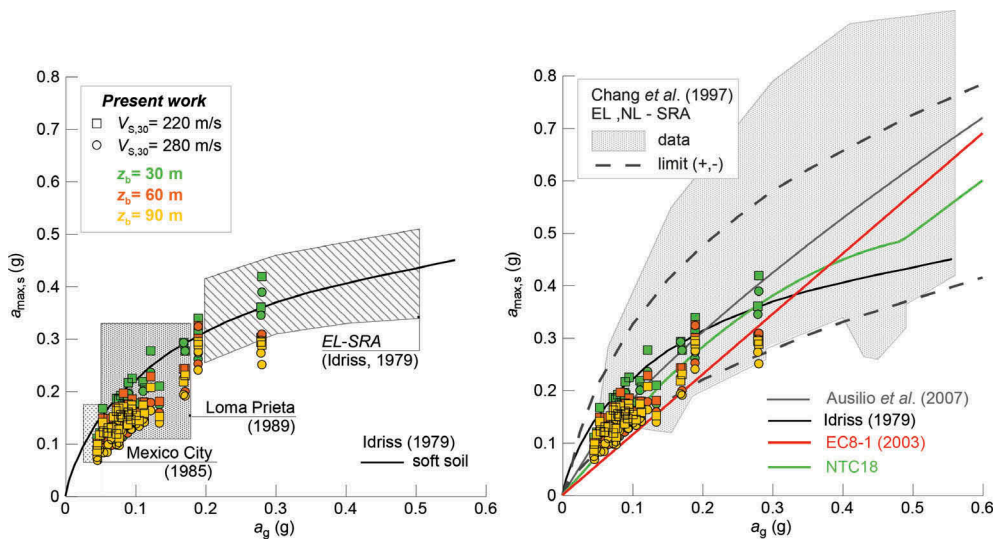 Present work
V_S,30= 220 m/s
V_S,30= 280 m/s
z_b= 30 m
z_b= 60 m
z_b= 90 m
0.8
0.7
0.6
0.5
0.4
0.3
0.2
0.1
0
a_max,s (g)
EL-SRA
(Idriss, 1979)
Loma Prieta
(1989)
Mexico City
(1985)
Idriss (1979)
soft soil
0 0.1 0.2 0.3 0.4 0.5 0.6
a_g (g)
Chang et al. (1997)
EL ,NL - SRA
data
limit (+,-)
0.8
0.7
0.6
0.5
0.4
0.3
0.2
0.1
0
a_max,s (g)
Ausilio et al. (2007)
Idriss (1979)
EC8-1 (2003)
NTC18
0 0.1 0.2 0.3 0.4 0.5 0.6
a_g (g)